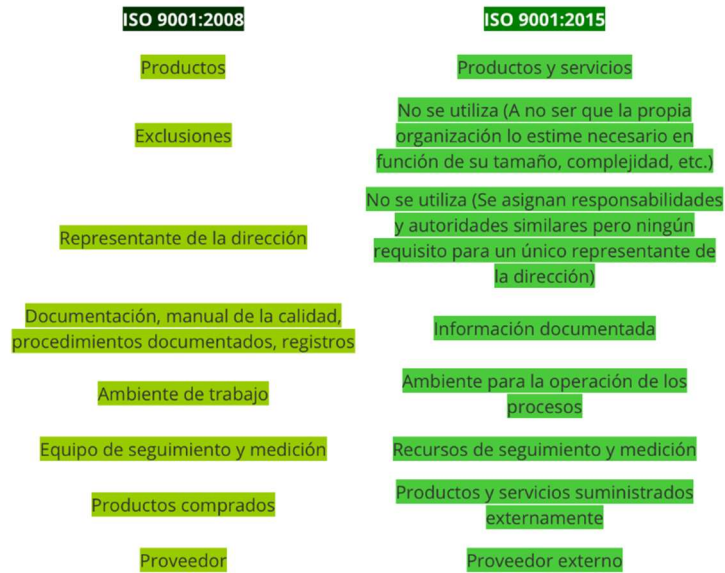 ISO 9001:2008
ISO 9001:2015
Productos
Productos y servicios
Exclusiones
No se utiliza (A no ser que la propia
organización lo estime necesario en
función de su tamaño, complejidad, etc.)
Representante de la dirección
No se utiliza (Se asignan responsabilidades
y autoridades similares pero ningún
requisito para un único representante de
la dirección)
Documentación, manual de la calidad,
procedimientos documentados, registros
Información documentada
Ambiente de trabajo
Ambiente para la operación de los
procesos
Equipo de seguimiento y medición
Recursos de seguimiento y medición
Productos comprados
Productos y servicios suministrados
externamente
Proveedor
Proveedor externo